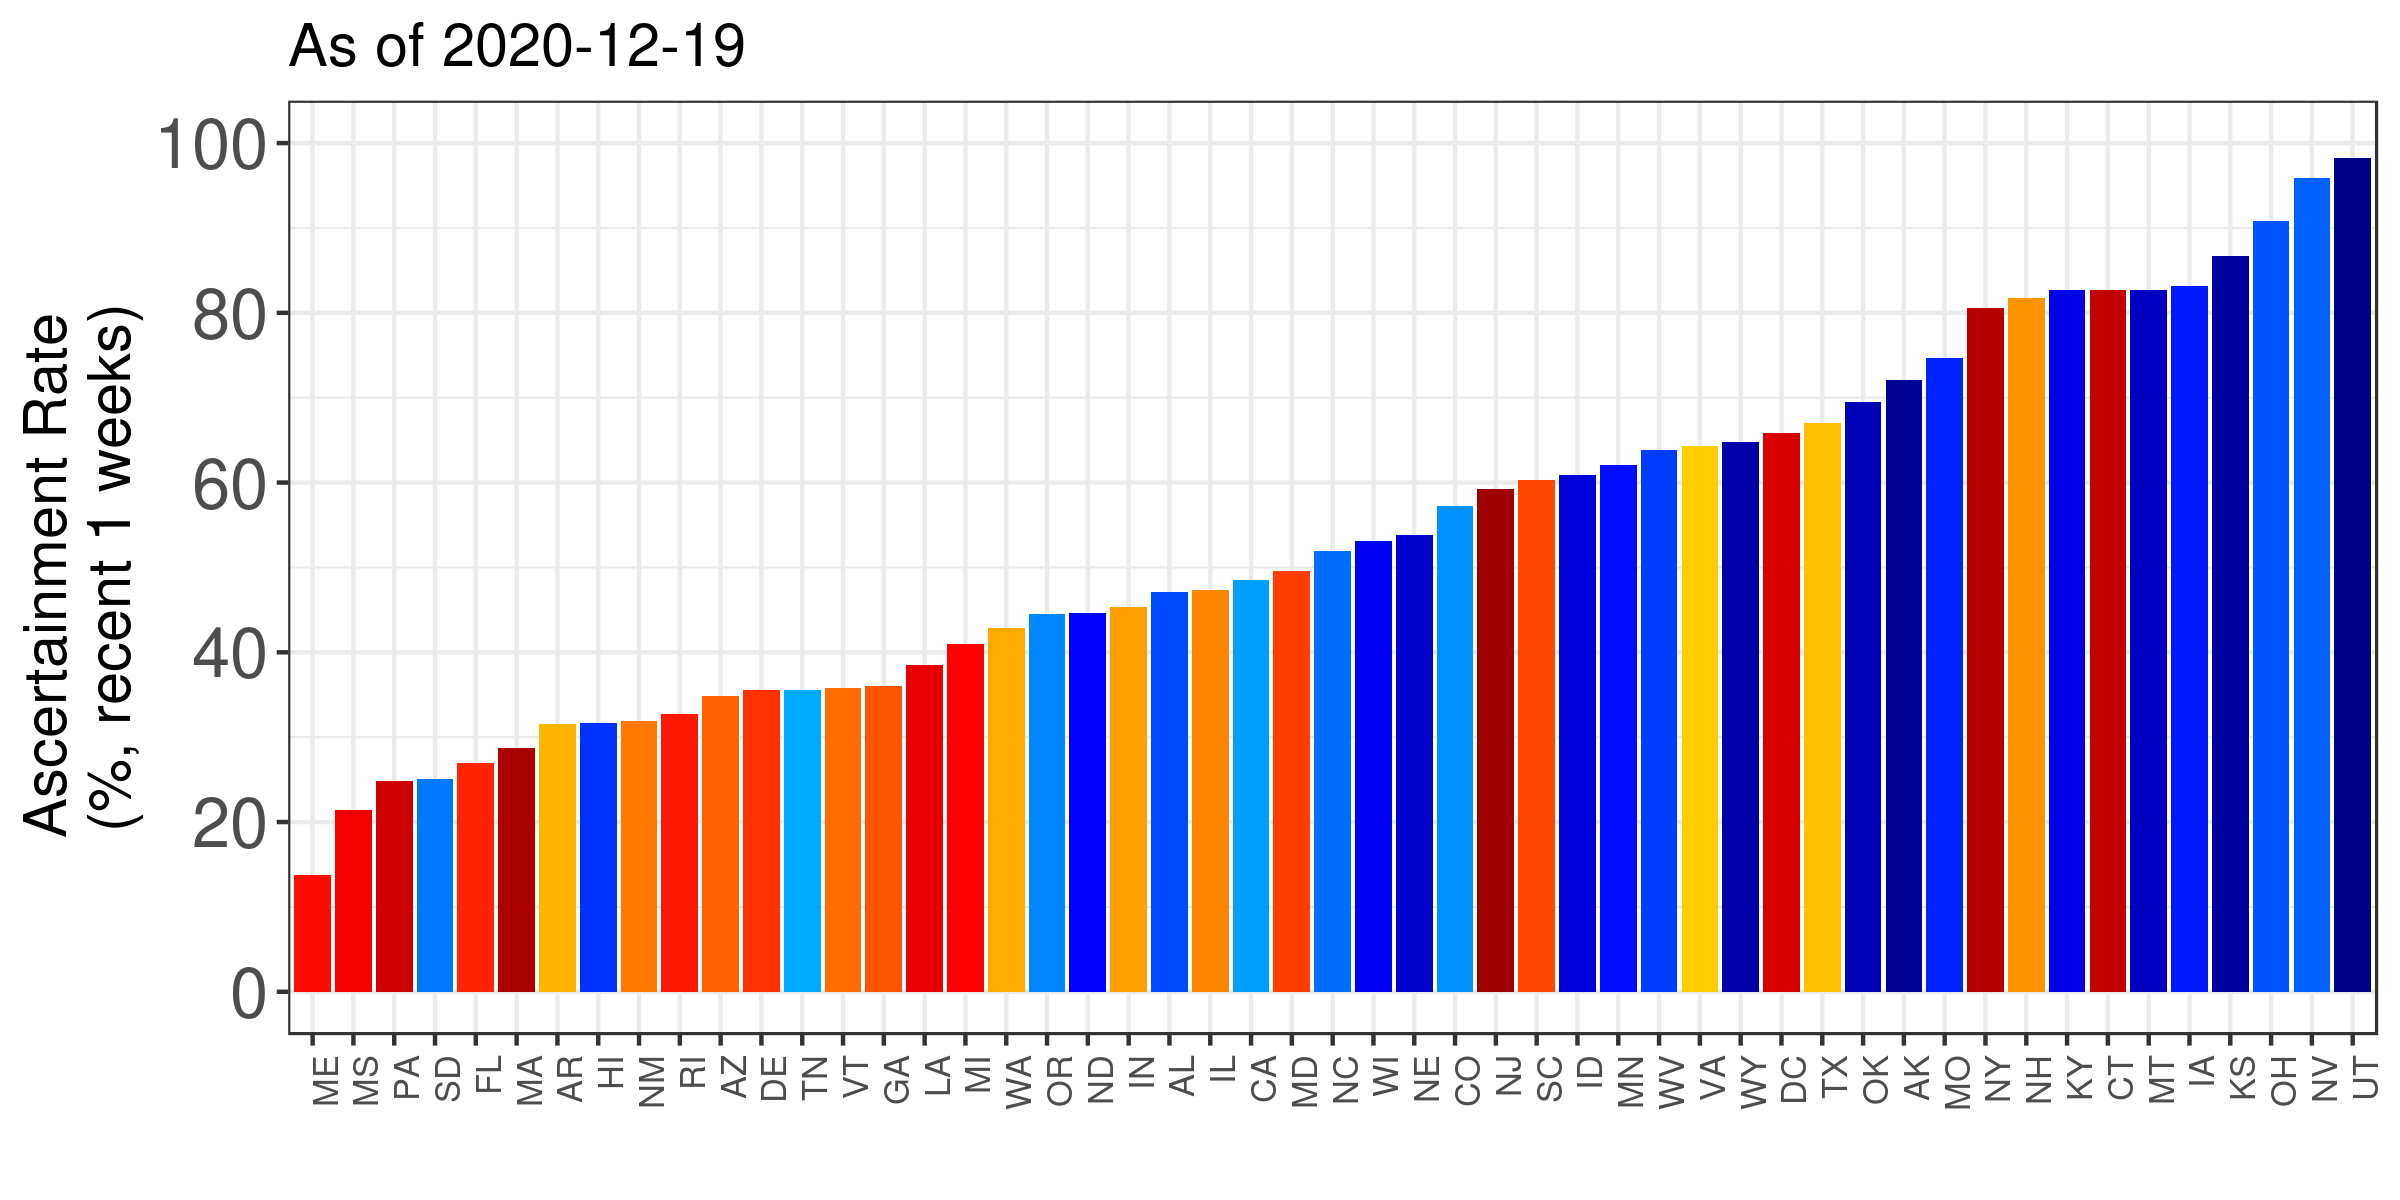 As of 2020-12-19
Ascertainment Rate
(%, recent 1 weeks)
100
80
60
40
20
0
ME MS PA SD FL MA AR HI NM RI AZ DE TN VT GA LA MI WA OR ND IN AL IL CA MD NC WI NE CO NJ SC ID MN WV VA WY DC TX OK AK MO NY NH KY CT MT IA KS OH NV UT